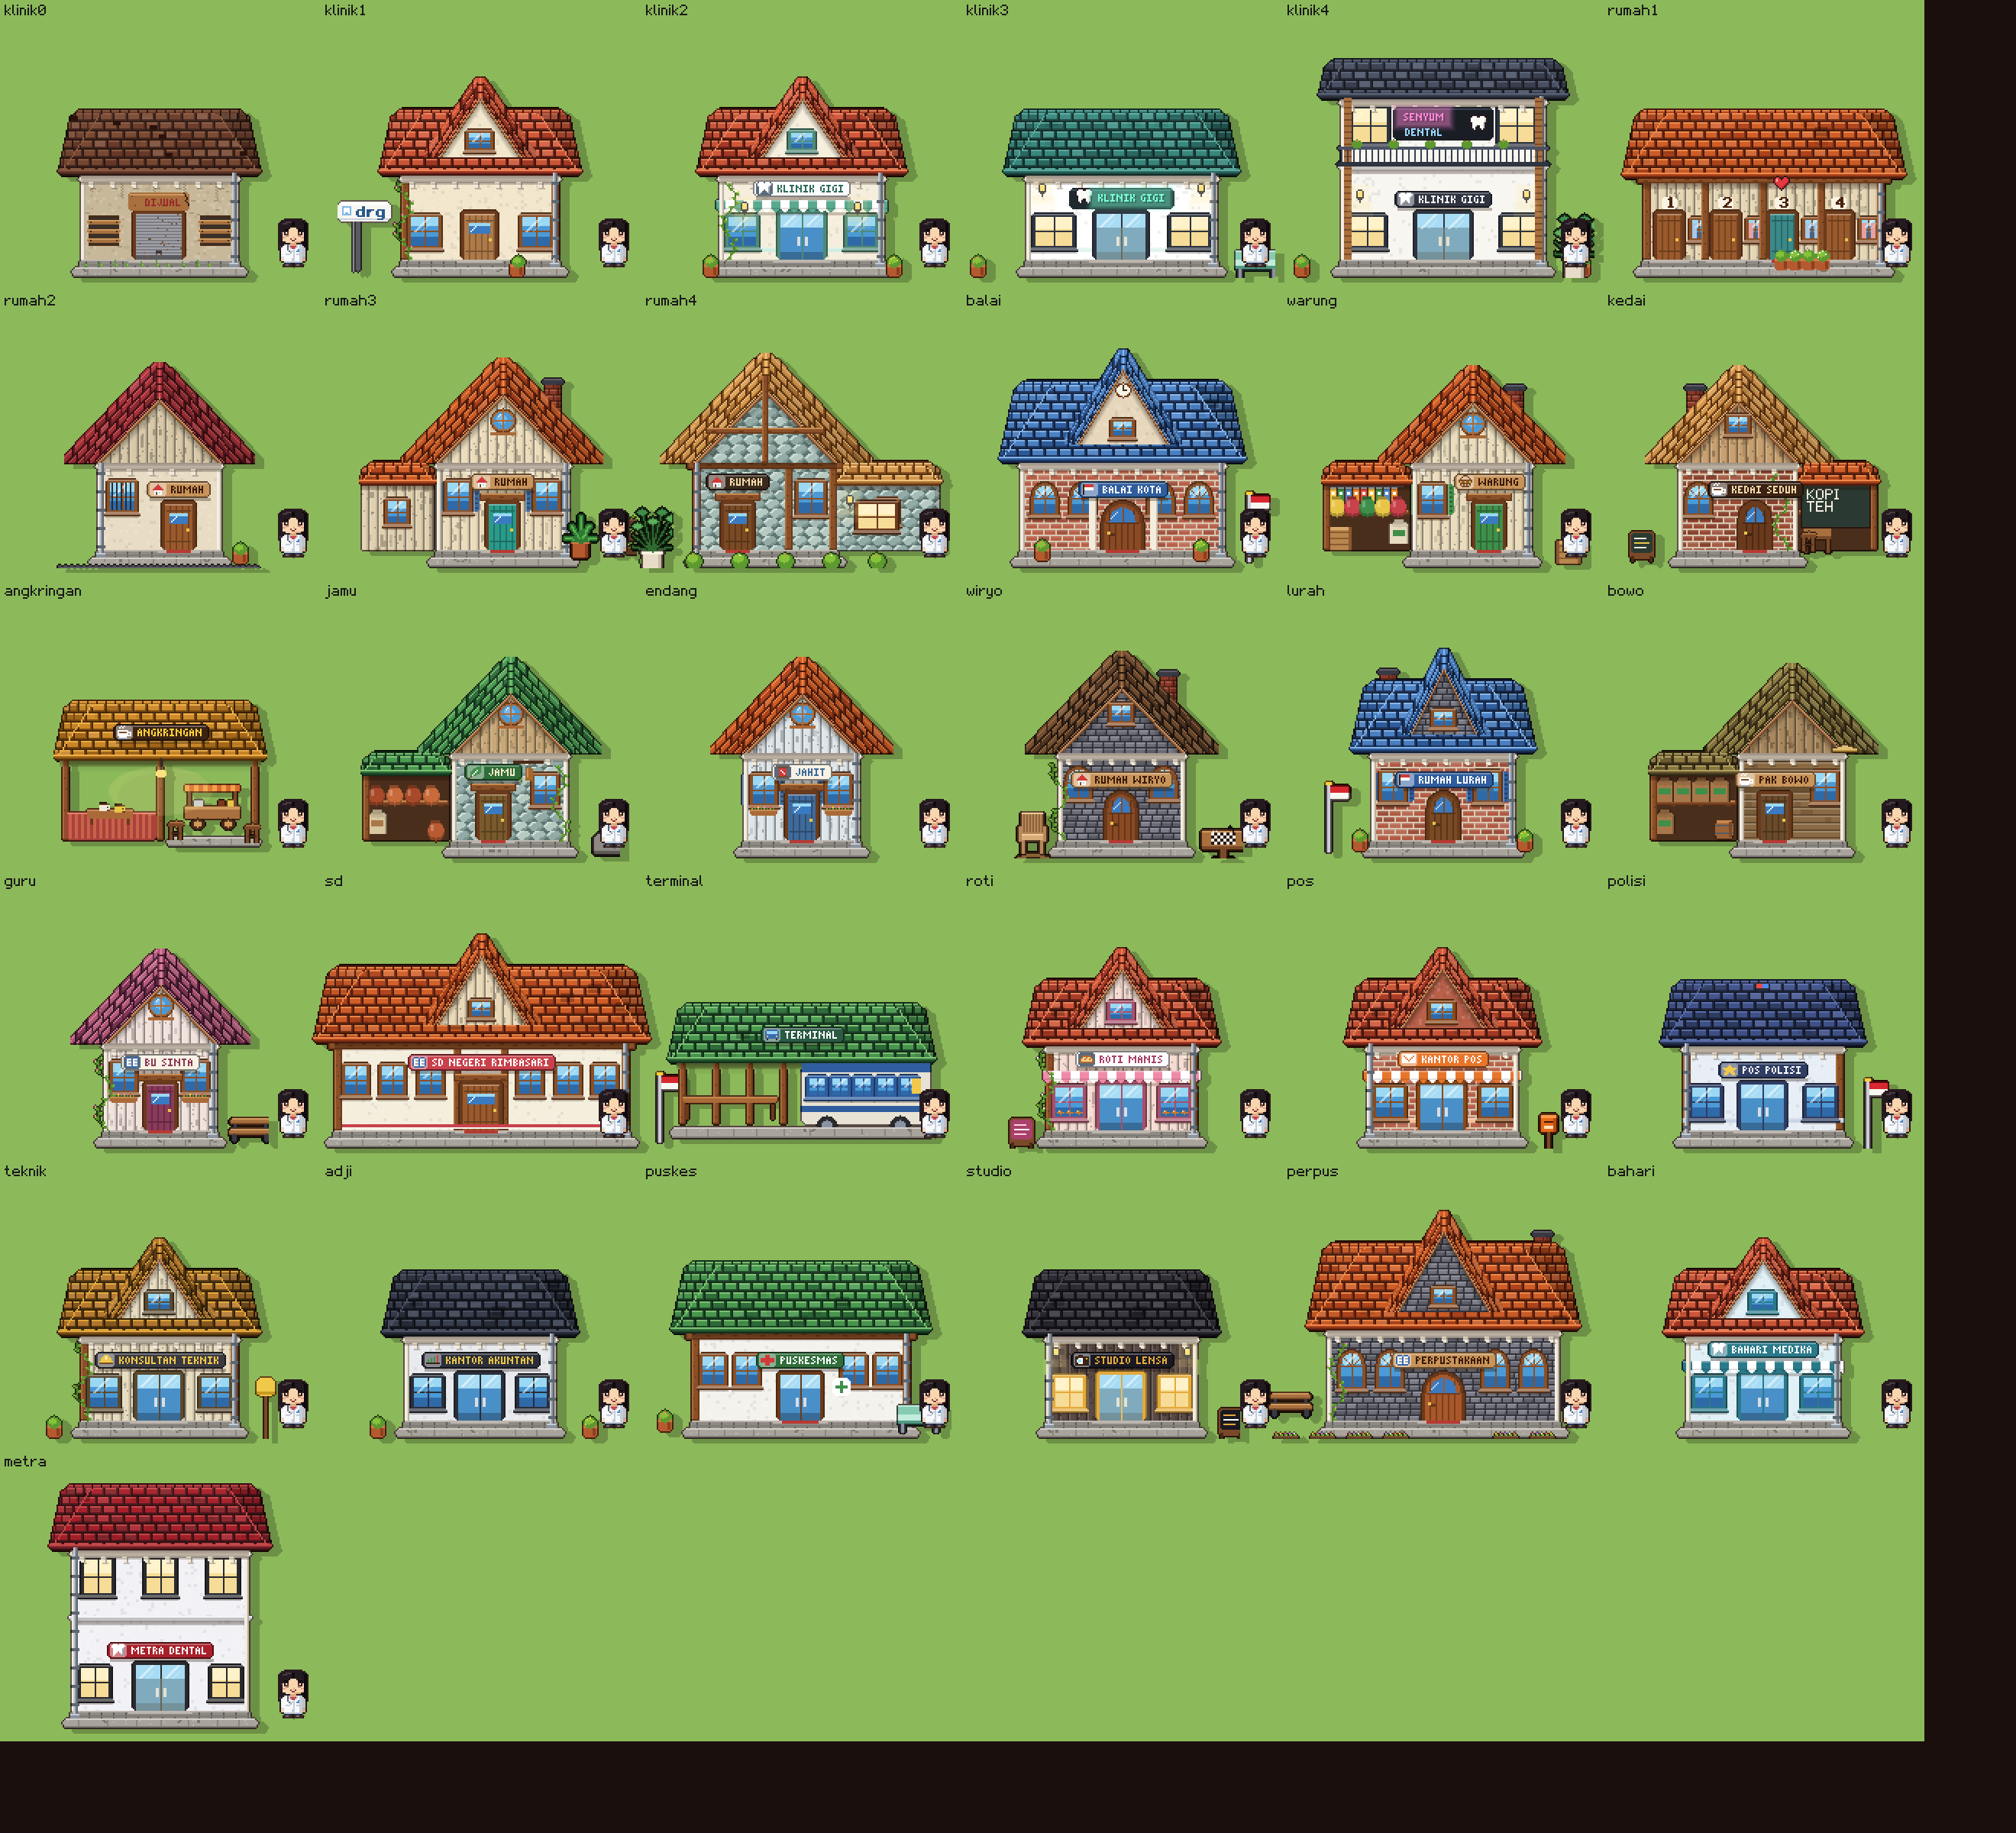 klinik0
klinik1
klinik2
klinik3
klinik4
rumah1
DIJUAL
drg
KLINIK GIGI
KLINIK GIGI
SENYUM
DENTAL
KLINIK GIGI
1
2
3
4
rumah2
rumah3
rumah4
balai
warung
kedai
RUMAH
RUMAH
RUMAH
BALAI KOTA
WARUNG
KEDAI SEDUH
KOPI
TEH
angkringan
jamu
endang
wiryo
lurah
bowo
ANGKRINGAN
JAMU
JAHIT
RUMAH WIRYO
RUMAH LURAH
PAK BOWO
guru
sd
terminal
roti
pos
polisi
BU SINTA
SD NEGERI RIMBASARI
TERMINAL
ROTI MANIS
KANTOR POS
POS POLISI
teknik
adji
puskes
studio
perpus
bahari
KONSULTAN TEKNIK
KANTOR AKUNTAN
PUSKESMAS
STUDIO LENSA
PERPUSTAKAAN
BAHARI MEDIKA
metra
METRA DENTAL